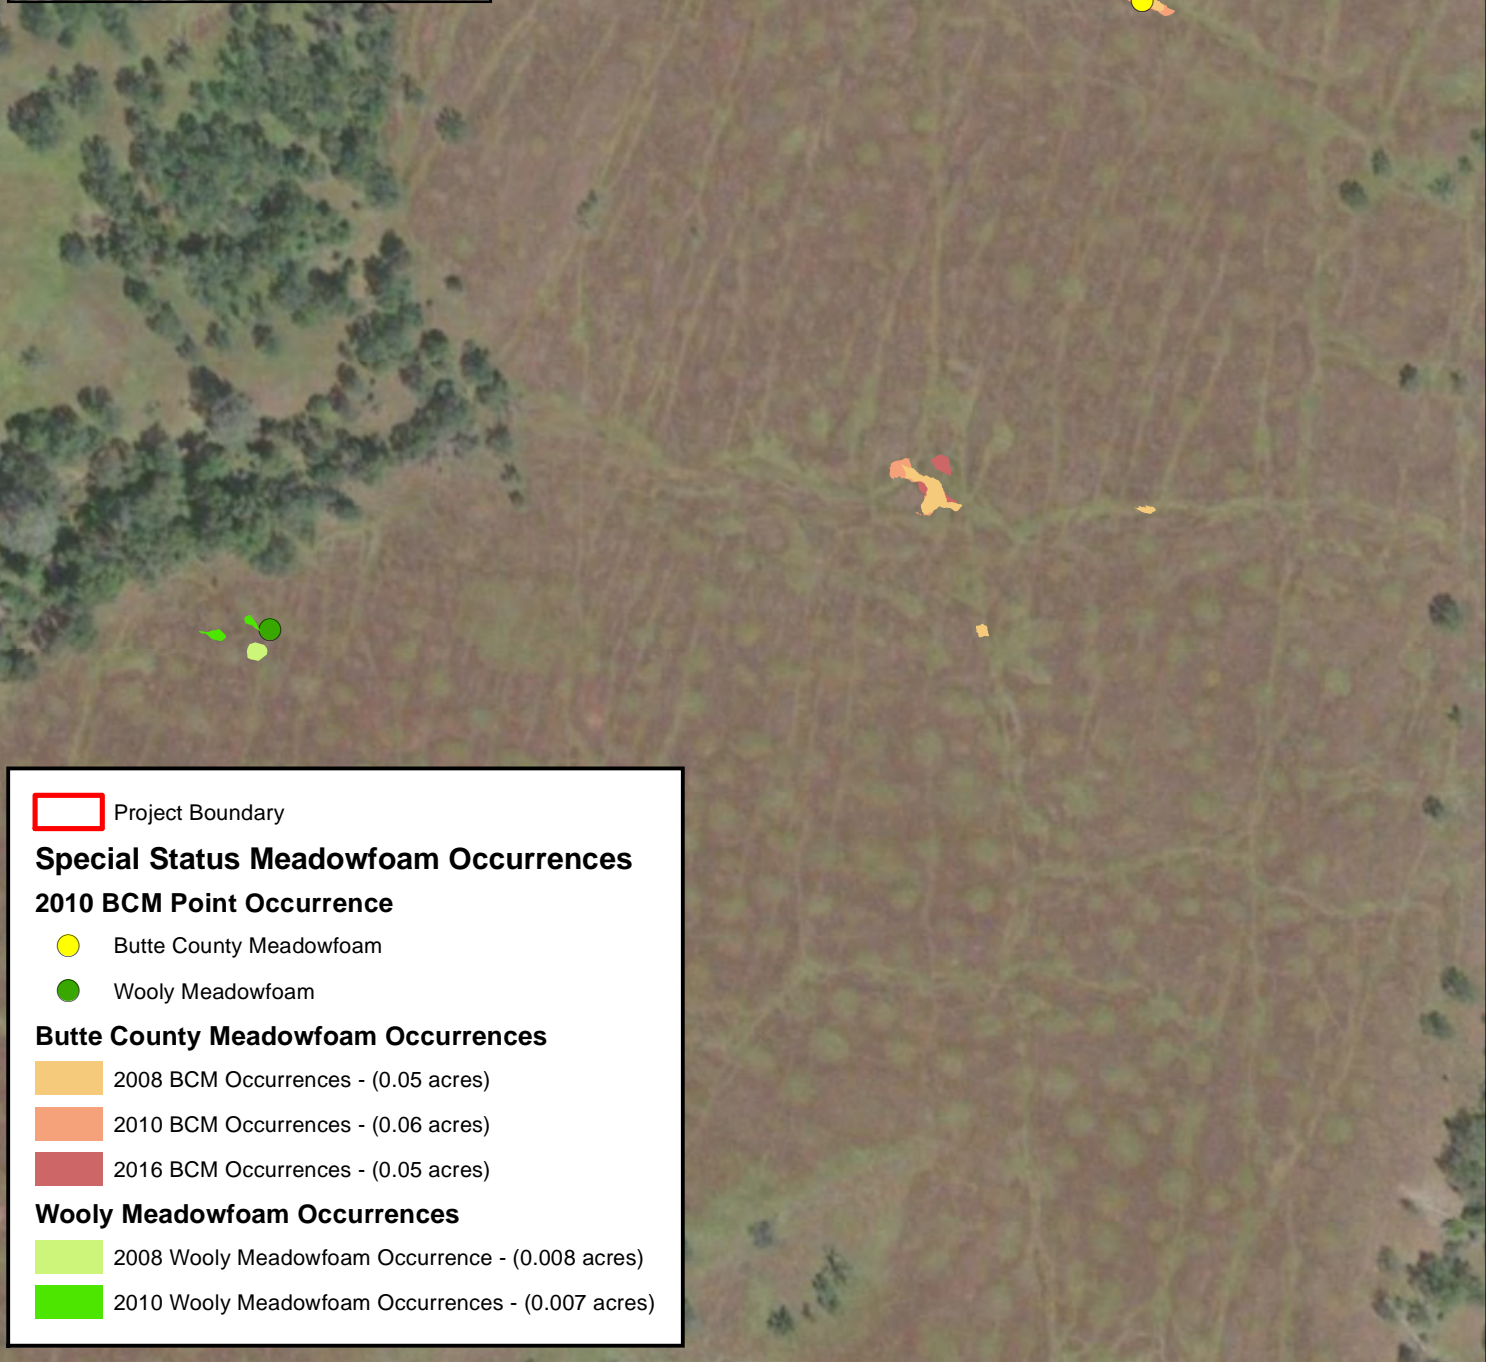 Project Boundary
Special Status Meadowfoam Occurrences
2010 BCM Point Occurrence
Butte County Meadowfoam
Wooly Meadowfoam
Butte County Meadowfoam Occurrences
2008 BCM Occurrences - (0.05 acres)
2010 BCM Occurrences - (0.06 acres)
2016 BCM Occurrences - (0.05 acres)
Wooly Meadowfoam Occurrences
2008 Wooly Meadowfoam Occurrence - (0.008 acres)
2010 Wooly Meadowfoam Occurrences - (0.007 acres)